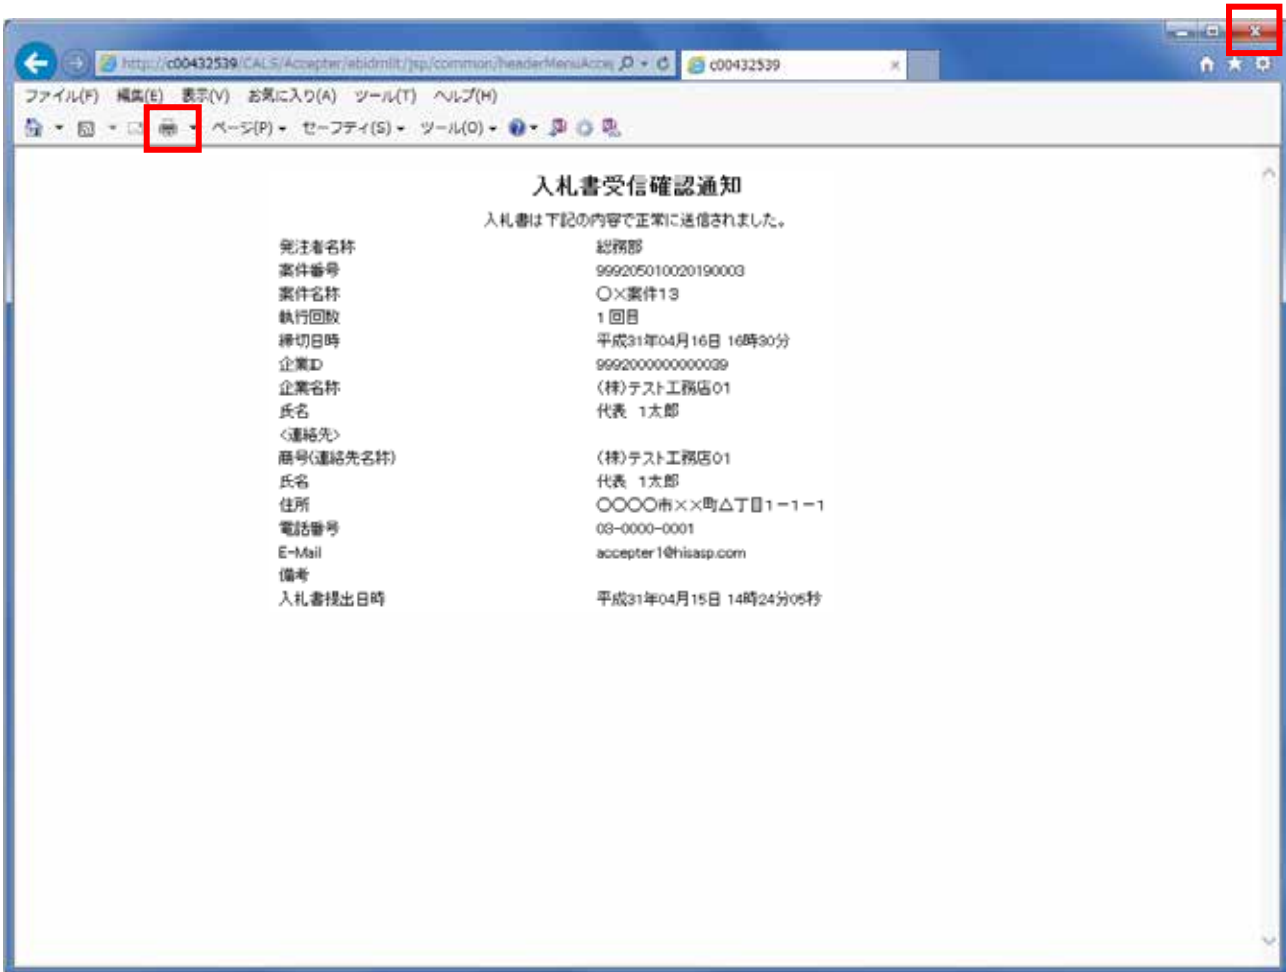 http://c00432539/CALS/Accepter/ebidmlit/jsp/common/headerMenuAccep c00432539
ファイル(F) 編集(E) 表示(V) お気に入り(A) ツール(T) ヘルプ(H)
ページ(P) セーフティ(S) ツール(O)
入札書受信確認通知
入札書は下記の内容で正常に送信されました。
発注者名称 総務部
案件番号 999205010020190003
案件名称 〇×案件13
執行回数 1回目
締切日時 平成31年04月16日 16時30分
企業ID 9992000000000039
企業名称 (株)テスト工務店01
氏名 代表 1太郎
<連絡先>
商号(連絡先名称) (株)テスト工務店01
氏名 代表 1太郎
住所 〇〇〇〇市××町△丁目1-1-1
電話番号 03-0000-0001
E-Mail accepter1@hisasp.com
備考
入札書提出日時 平成31年04月15日 14時24分05秒